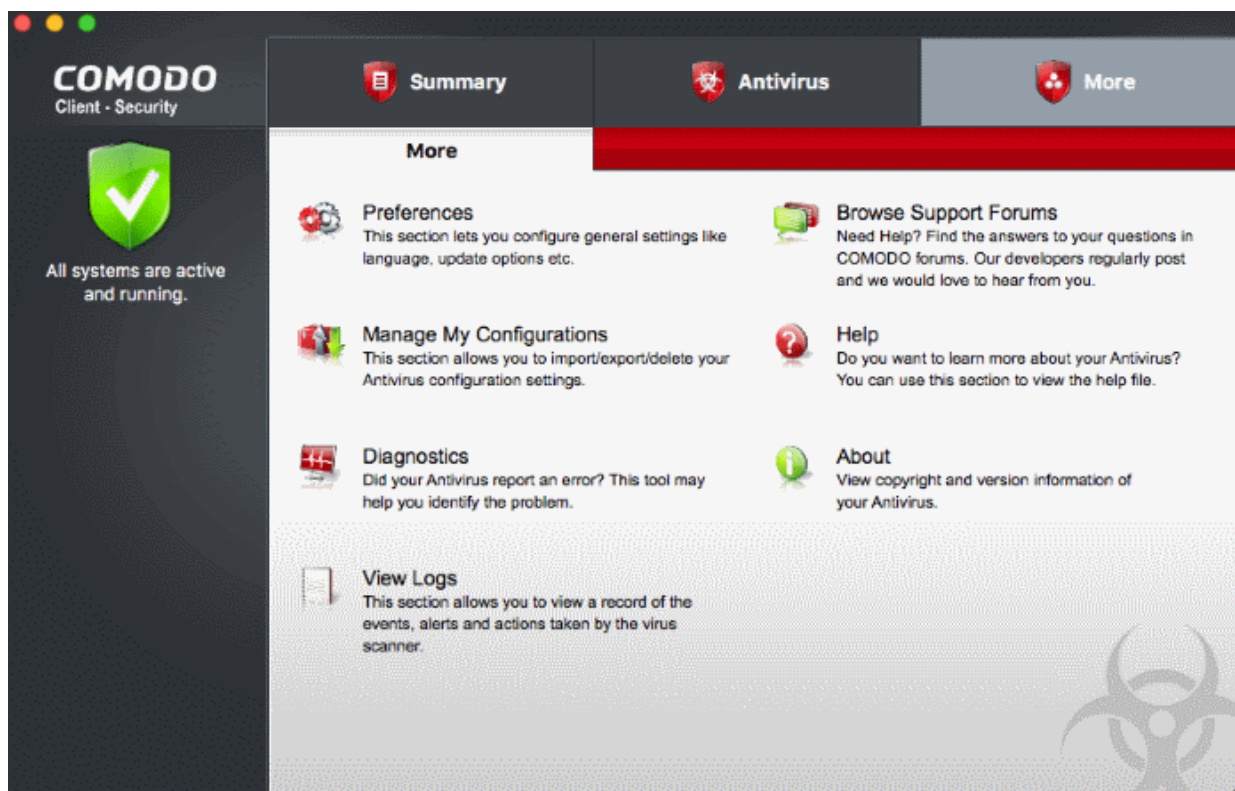 COMODO
Client - Security
Summary
Antivirus
More
All systems are active
and running.
More
Preferences
This section lets you configure general settings like
language, update options etc.
Manage My Configurations
This section allows you to import/export/delete your
Antivirus configuration settings.
Diagnostics
Did your Antivirus report an error? This tool may
help you identify the problem.
View Logs
This section allows you to view a record of the
events, alerts and actions taken by the virus
scanner.
Browse Support Forums
Need Help? Find the answers to your questions in
COMODO forums. Our developers regularly post
and we would love to hear from you.
Help
Do you want to learn more about your Antivirus?
You can use this section to view the help file.
About
View copyright and version information of
your Antivirus.